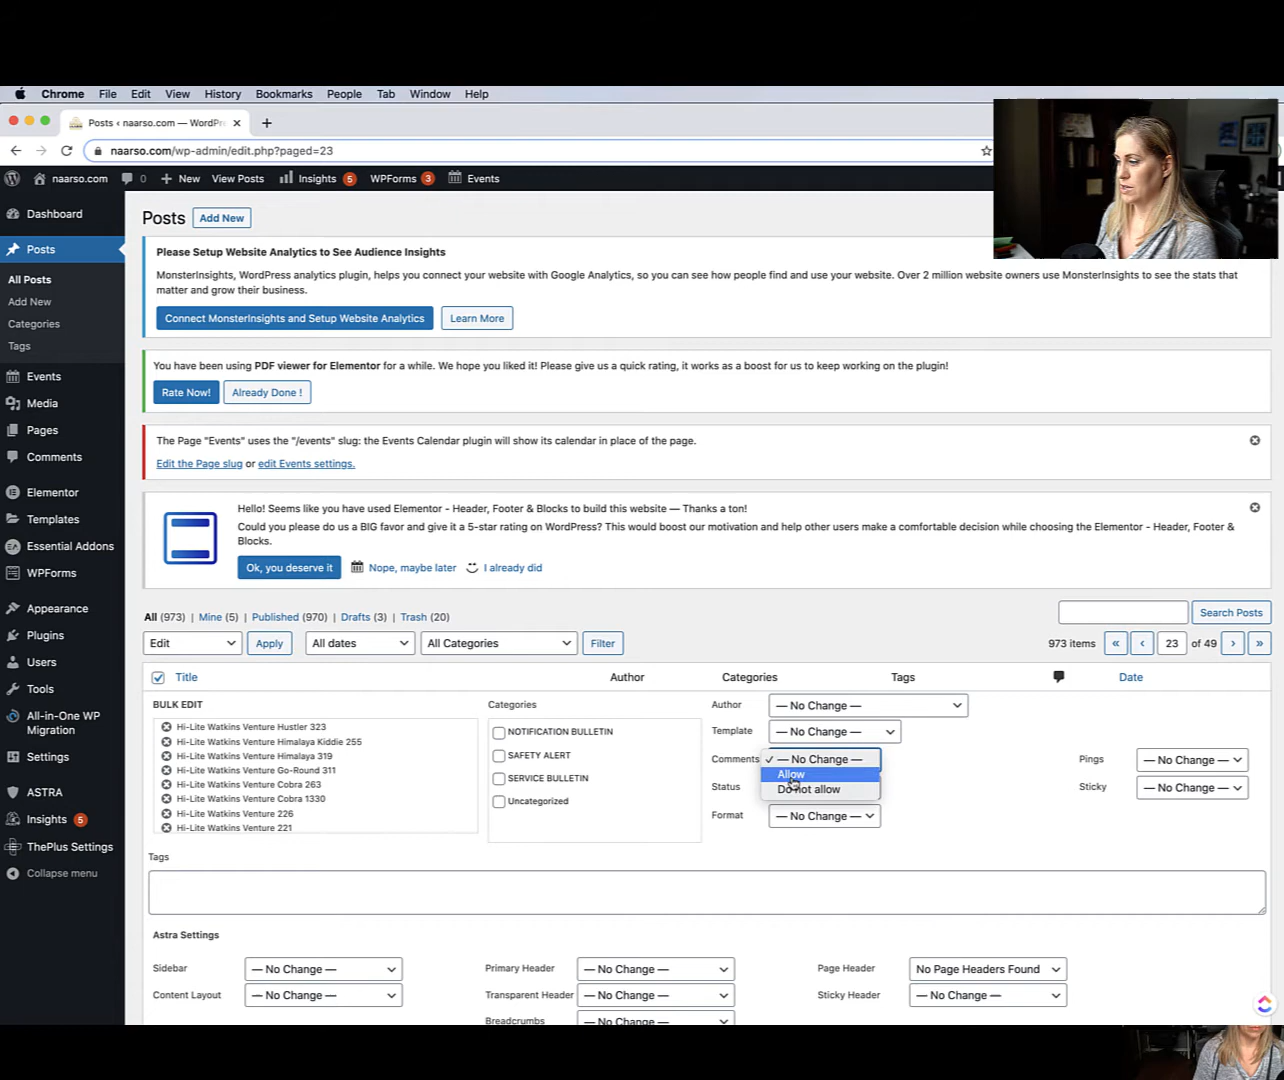 Chrome File Edit View History Bookmarks People Tab Window Help
Posts ‹ naarso.com — WordPr
naarso.com/wp-admin/edit.php?paged=23
naarso.com 0 New View Posts Insights 5 WPForms 3 Events
Dashboard
Posts
All Posts
Add New
Categories
Tags
Events
Media
Pages
Comments
Elementor
Templates
Essential Addons
WPForms
Appearance
Plugins
Users
Tools
All-in-One WP
Migration
Settings
ASTRA
Insights 5
ThePlus Settings
Collapse menu
Posts Add New
Please Setup Website Analytics to See Audience Insights
MonsterInsights, WordPress analytics plugin, helps you connect your website with Google Analytics, so you can see how people find and use your website. Over 2 million website owners use MonsterInsights to see the stats that
matter and grow their business.
Connect MonsterInsights and Setup Website Analytics Learn More
You have been using PDF viewer for Elementor for a while. We hope you liked it! Please give us a quick rating, it works as a boost for us to keep working on the plugin!
Rate Now! Already Done !
The Page "Events" uses the "/events" slug: the Events Calendar plugin will show its calendar in place of the page.
Edit the Page slug or edit Events settings.
Hello! Seems like you have used Elementor - Header, Footer & Blocks to build this website — Thanks a ton!
Could you please do us a BIG favor and give it a 5-star rating on WordPress? This would boost our motivation and help other users make a comfortable decision while choosing the Elementor - Header, Footer &
Blocks.
Ok, you deserve it Nope, maybe later I already did
All (973) | Mine (5) | Published (970) | Drafts (3) | Trash (20)
Search Posts
Edit Apply All dates All Categories Filter 973 items « ‹ 23 of 49 › »
Title Author Categories Tags Date
BULK EDIT
Hi-Lite Watkins Venture Hustler 323
Hi-Lite Watkins Venture Himalaya Kiddie 255
Hi-Lite Watkins Venture Himalaya 319
Hi-Lite Watkins Venture Go-Round 311
Hi-Lite Watkins Venture Cobra 263
Hi-Lite Watkins Venture Cobra 1330
Hi-Lite Watkins Venture 226
Hi-Lite Watkins Venture 221
Categories
NOTIFICATION BULLETIN
SAFETY ALERT
SERVICE BULLETIN
Uncategorized
Author — No Change —
Template — No Change —
Comments ✓ — No Change —
Allow
Do not allow
Status
Format — No Change —
Pings — No Change —
Sticky — No Change —
Tags
Astra Settings
Sidebar — No Change — Primary Header — No Change — Page Header No Page Headers Found
Content Layout — No Change — Transparent Header — No Change — Sticky Header — No Change —
Breadcrumbs — No Change —